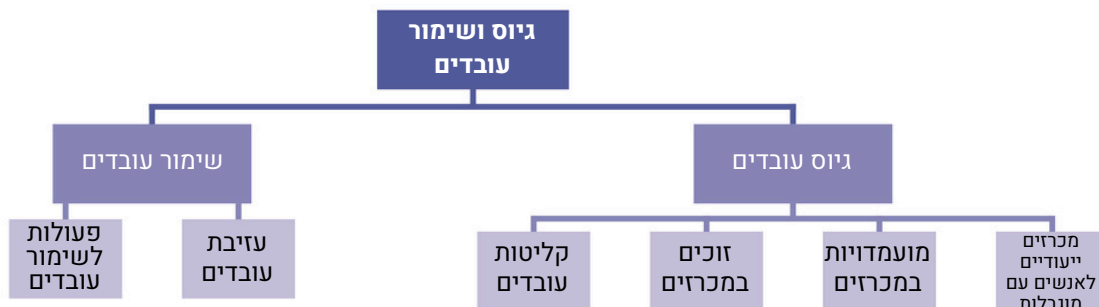 גיוס ושימור
עובדים
גיוס עובדים
שימור עובדים
מכרזים
ייעודיים
לאנשים עם
מוגבלות
מועמדויות
במכרזים
זוכים
במכרזים
קליטות
עובדים
עזיבת
עובדים
פעולות
לשימור
עובדים